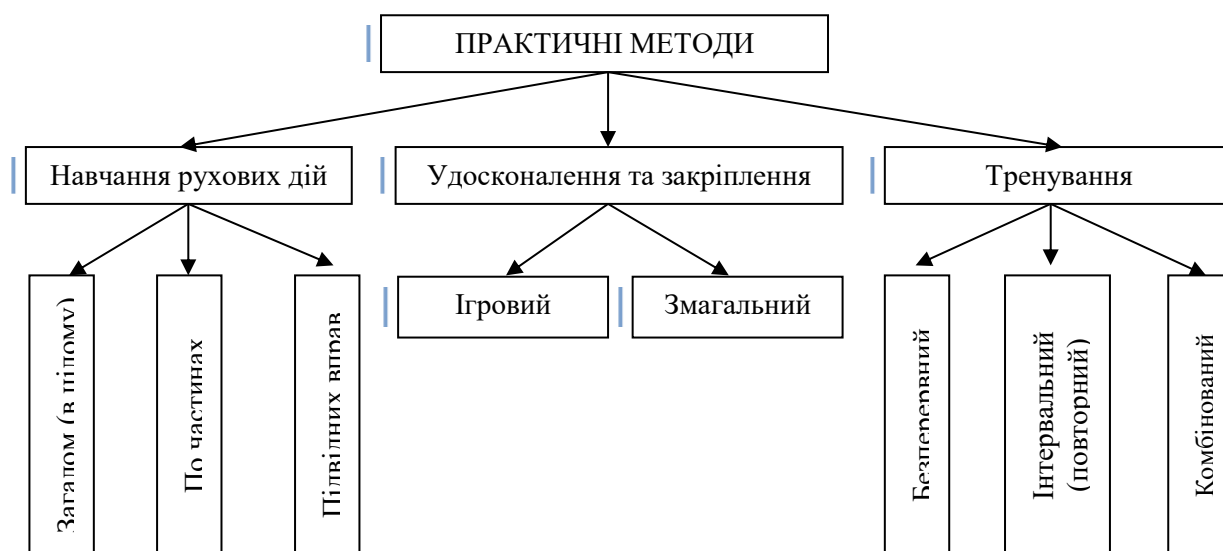 ПРАКТИЧНІ МЕТОДИ
Навчання рухових дій
Удосконалення та закріплення
Тренування
Загалом (в цілому)
По частинах
Підвідних вправ
Ігровий
Змагальний
Безперервний
Інтервальний
(повторний)
Комбінований